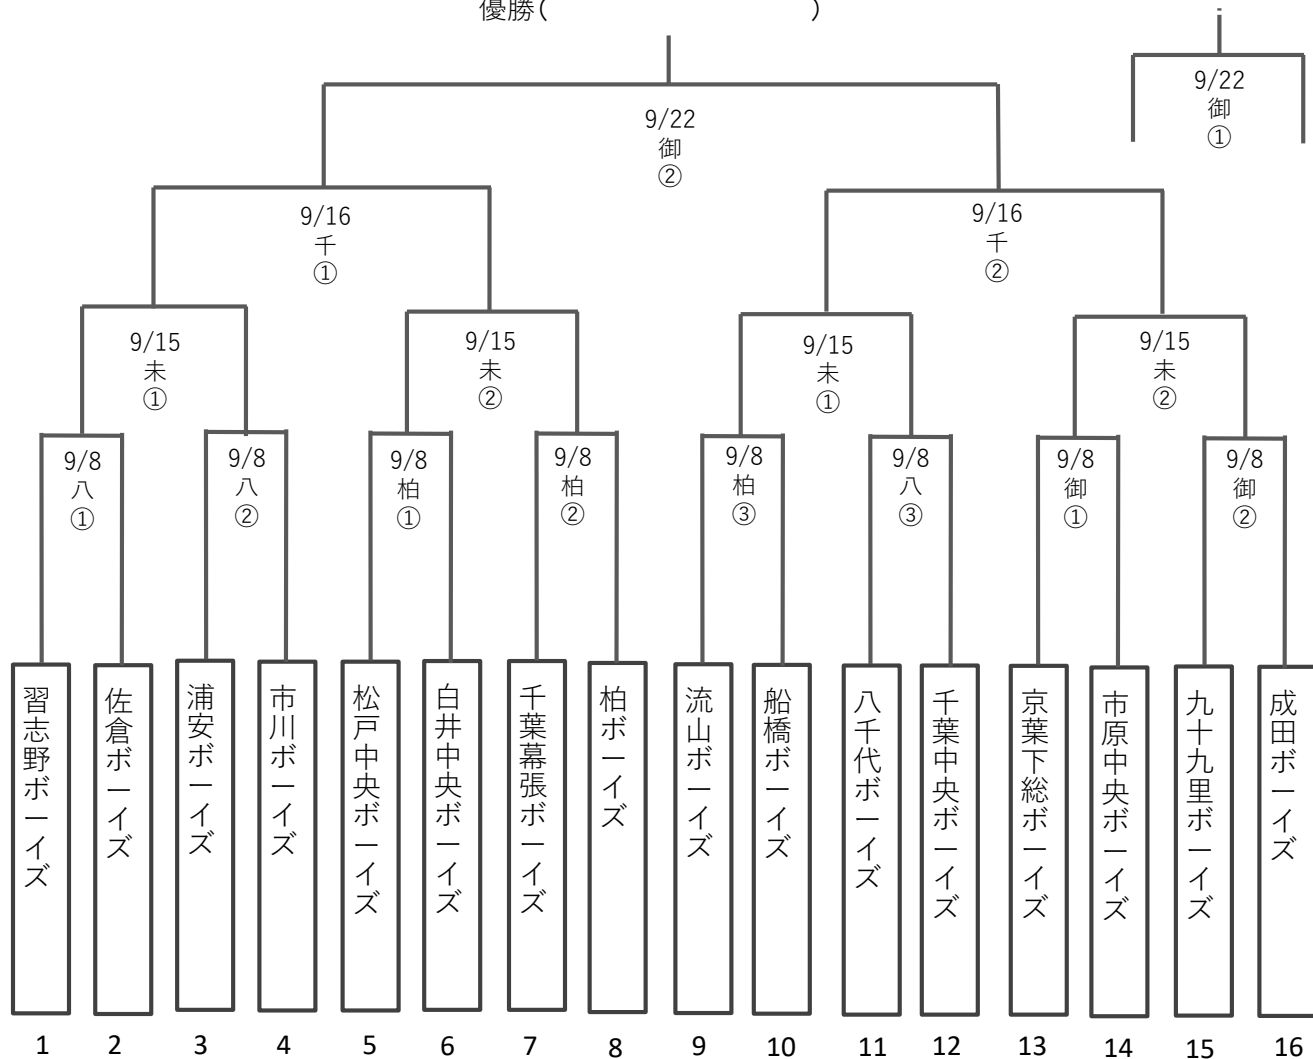 優勝(　　　　　　　　　　)
9/22
御
②
9/22
御
①
9/16
千
①
9/16
千
②
9/15
未
①
9/15
未
②
9/15
未
①
9/15
未
②
9/8
八
①
9/8
八
②
9/8
柏
①
9/8
柏
②
9/8
柏
③
9/8
八
③
9/8
御
①
9/8
御
②
習志野ボーイズ
佐倉ボーイズ
浦安ボーイズ
市川ボーイズ
松戸中央ボーイズ
白井中央ボーイズ
千葉幕張ボーイズ
柏ボーイズ
流山ボーイズ
船橋ボーイズ
八千代ボーイズ
千葉中央ボーイズ
京葉下総ボーイズ
市原中央ボーイズ
九十九里ボーイズ
成田ボーイズ
1 2 3 4 5 6 7 8 9 10 11 12 13 14 15 16